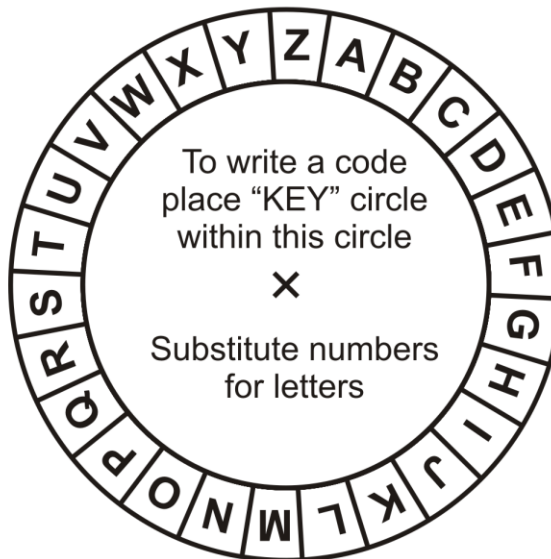 Z A B C D E F G H I J K L M N O P Q R S T U V W X Y
To write a code
place “KEY” circle
within this circle
×
Substitute numbers
for letters